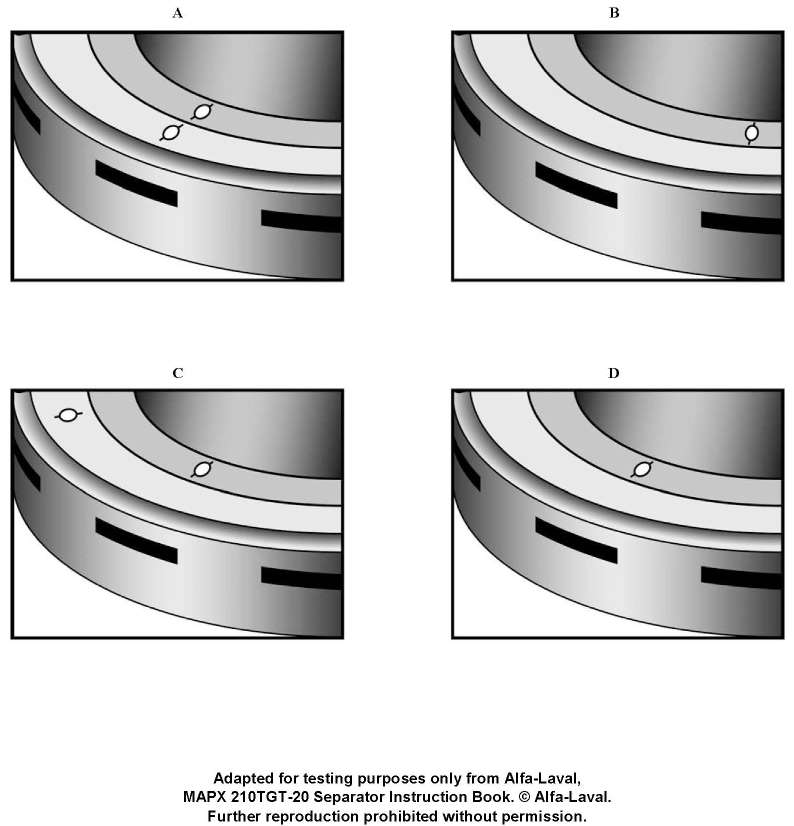 A
B
C
D
Adapted for testing purposes only from Alfa-Laval,
MAPX 210TGT-20 Separator Instruction Book. © Alfa-Laval.
Further reproduction prohibited without permission.